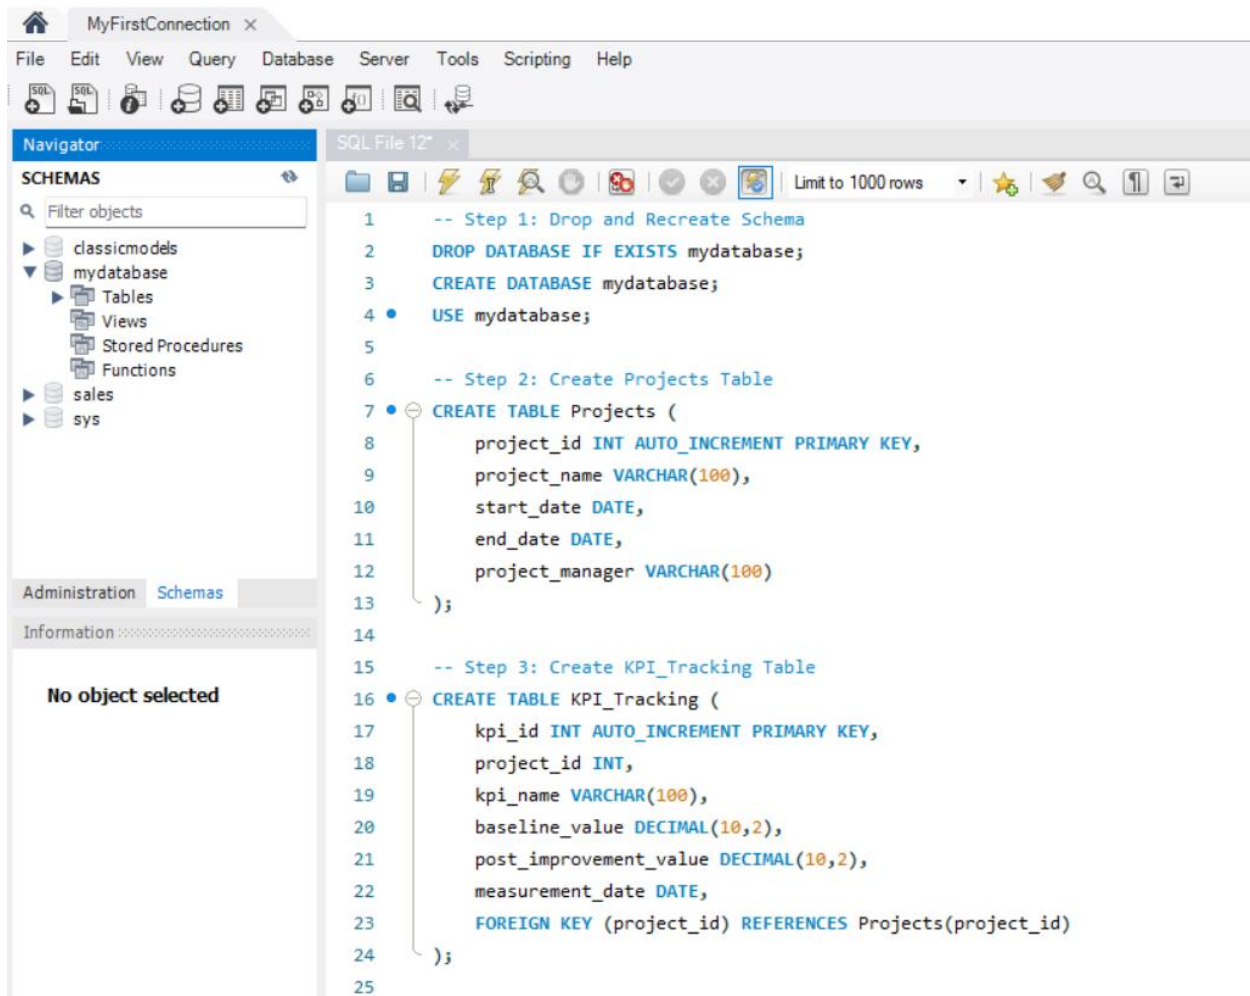 MyFirstConnection ×
File Edit View Query Database Server Tools Scripting Help
Navigator
SCHEMAS
Filter objects
classicmodels
mydatabase
Tables
Views
Stored Procedures
Functions
sales
sys
Administration Schemas
Information
No object selected
SQL File 12* ×
Limit to 1000 rows
1 -- Step 1: Drop and Recreate Schema
2 DROP DATABASE IF EXISTS mydatabase;
3 CREATE DATABASE mydatabase;
4 USE mydatabase;
5
6 -- Step 2: Create Projects Table
7 CREATE TABLE Projects (
8 project_id INT AUTO_INCREMENT PRIMARY KEY,
9 project_name VARCHAR(100),
10 start_date DATE,
11 end_date DATE,
12 project_manager VARCHAR(100)
13 );
14
15 -- Step 3: Create KPI_Tracking Table
16 CREATE TABLE KPI_Tracking (
17 kpi_id INT AUTO_INCREMENT PRIMARY KEY,
18 project_id INT,
19 kpi_name VARCHAR(100),
20 baseline_value DECIMAL(10,2),
21 post_improvement_value DECIMAL(10,2),
22 measurement_date DATE,
23 FOREIGN KEY (project_id) REFERENCES Projects(project_id)
24 );
25